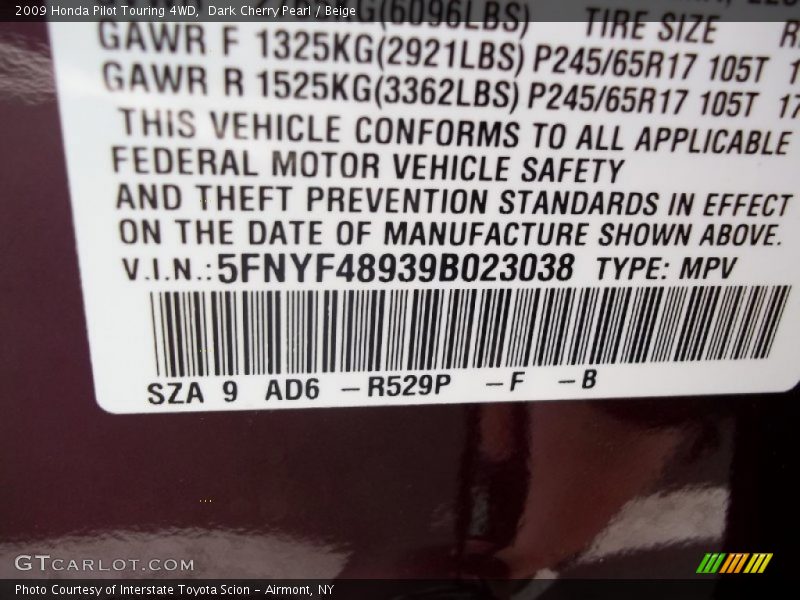 2009 Honda Pilot Touring 4WD, Dark Cherry Pearl / Beige
G(6096LBS) TIRE SIZE
GAWR F 1325KG(2921LBS) P245/65R17 105T
GAWR R 1525KG(3362LBS) P245/65R17 105T 17
THIS VEHICLE CONFORMS TO ALL APPLICABLE
FEDERAL MOTOR VEHICLE SAFETY
AND THEFT PREVENTION STANDARDS IN EFFECT
ON THE DATE OF MANUFACTURE SHOWN ABOVE.
V.I.N.: 5FNYF48939B023038 TYPE: MPV
SZA 9 AD6 –R529P –F –B
GTCARLOT.COM
Photo Courtesy of Interstate Toyota Scion – Airmont, NY